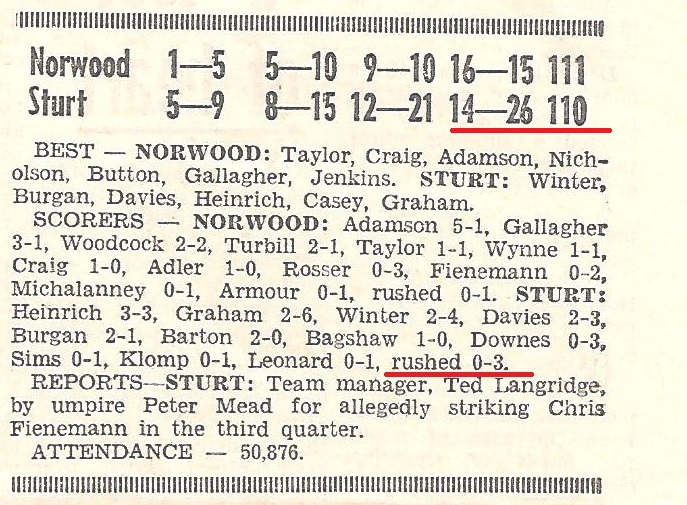 Norwood 1—5 5—10 9—10 16—15 111
Sturt 5—9 8—15 12—21 14—26 110
BEST — NORWOOD: Taylor, Craig, Adamson, Nich-
olson, Button, Gallagher, Jenkins. STURT: Winter,
Burgan, Davies, Heinrich, Casey, Graham.
SCORERS — NORWOOD: Adamson 5-1, Gallagher
3-1, Woodcock 2-2, Turbill 2-1, Taylor 1-1, Wynne 1-1,
Craig 1-0, Adler 1-0, Rosser 0-3, Fienemann 0-2,
Michalanney 0-1, Armour 0-1, rushed 0-1. STURT:
Heinrich 3-3, Graham 2-6, Winter 2-4, Davies 2-3,
Burgan 2-1, Barton 2-0, Bagshaw 1-0, Downes 0-3,
Sims 0-1, Klomp 0-1, Leonard 0-1, rushed 0-3.
REPORTS—STURT: Team manager, Ted Langridge,
by umpire Peter Mead for allegedly striking Chris
Fienemann in the third quarter.
ATTENDANCE — 50,876.